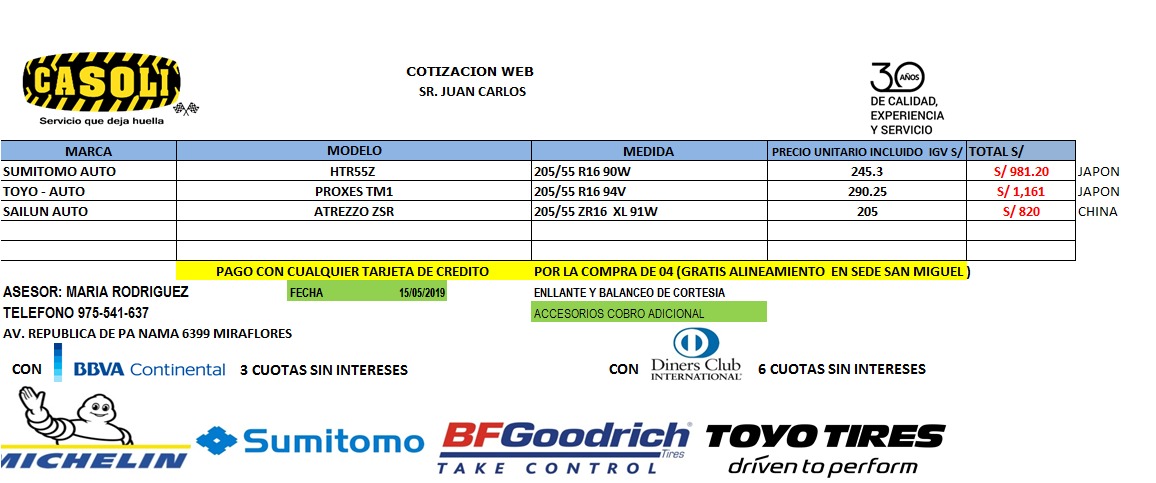 CASOLI
Servicio que deja huella
COTIZACION WEB
SR. JUAN CARLOS
30 AÑOS
DE CALIDAD,
EXPERIENCIA
Y SERVICIO
MARCA MODELO MEDIDA PRECIO UNITARIO INCLUIDO IGV S/ TOTAL S/
SUMITOMO AUTO HTR55Z 205/55 R16 90W 245.3 S/ 981.20 JAPON
TOYO - AUTO PROXES TM1 205/55 R16 94V 290.25 S/ 1,161 JAPON
SAILUN AUTO ATREZZO ZSR 205/55 ZR16 XL 91W 205 S/ 820 CHINA
PAGO CON CUALQUIER TARJETA DE CREDITO POR LA COMPRA DE 04 (GRATIS ALINEAMIENTO EN SEDE SAN MIGUEL )
ASESOR: MARIA RODRIGUEZ FECHA 15/05/2019 ENLLANTE Y BALANCEO DE CORTESIA
TELEFONO 975-541-637 ACCESORIOS COBRO ADICIONAL
AV. REPUBLICA DE PA NAMA 6399 MIRAFLORES
CON BBVA Continental 3 CUOTAS SIN INTERESES CON Diners Club INTERNATIONAL 6 CUOTAS SIN INTERESES
MICHELIN
Sumitomo
BFGoodrich Tires
TAKE CONTROL
TOYO TIRES
driven to perform